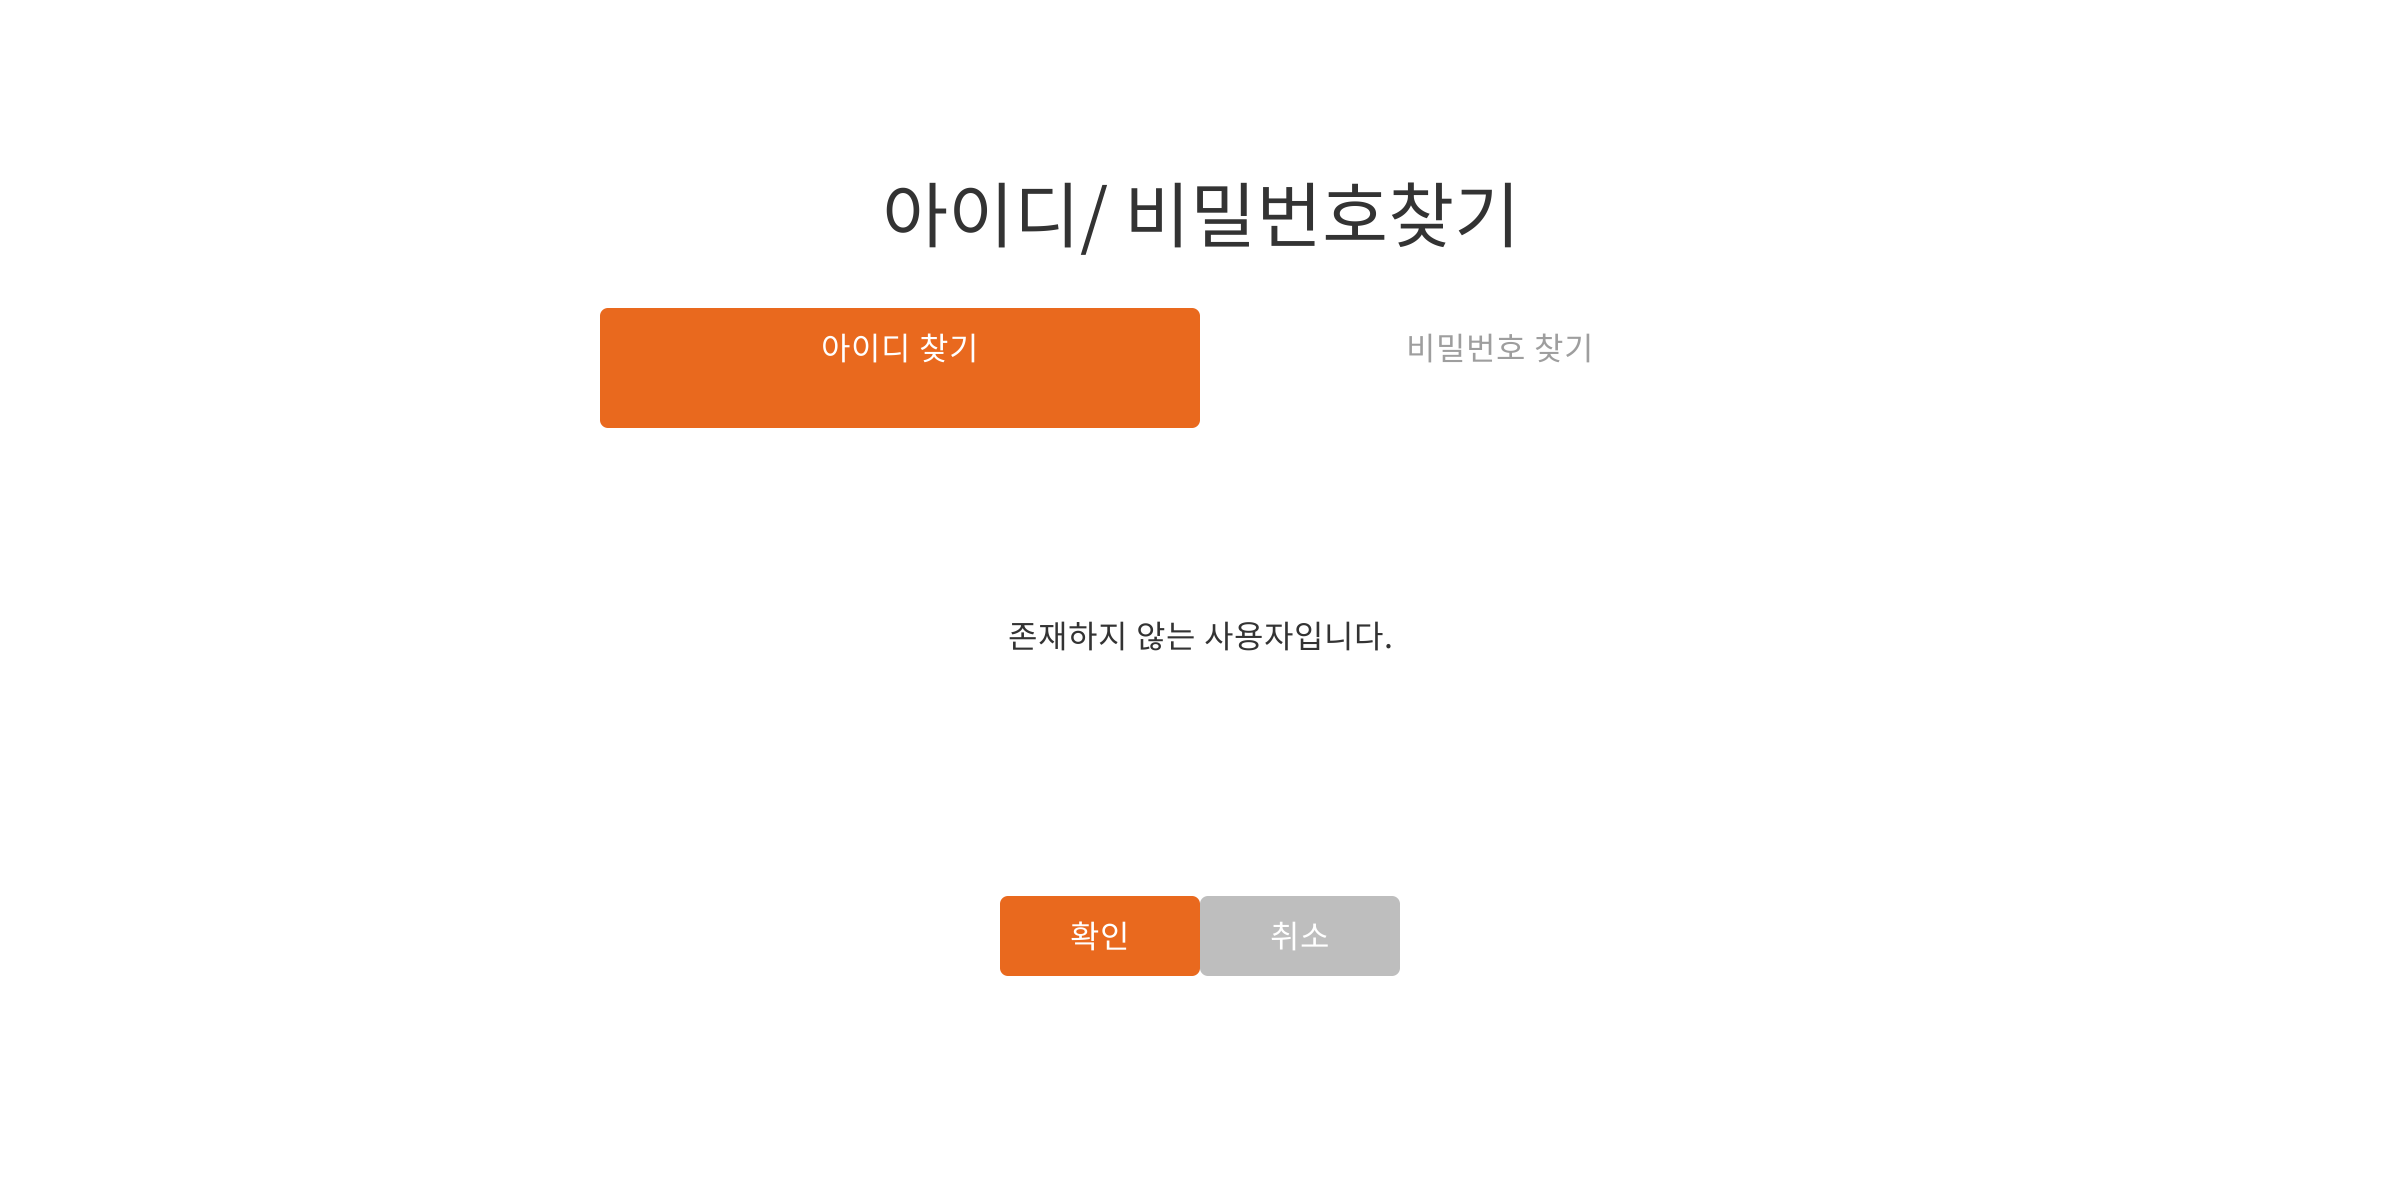 아이디/ 비밀번호찾기
아이디 찾기
비밀번호 찾기
존재하지 않는 사용자입니다.
확인
취소